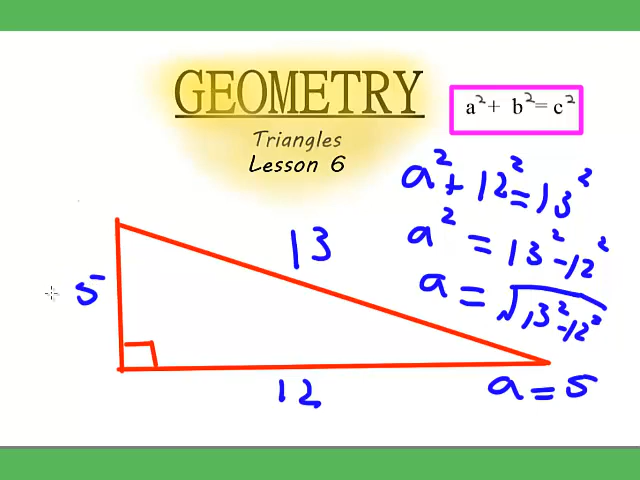 GEOMETRY
Triangles
Lesson 6
a² + b² = c²
a² + 12² = 13²
a² = 13² - 12²
a = √13² - 12²
13
5
12
a = 5